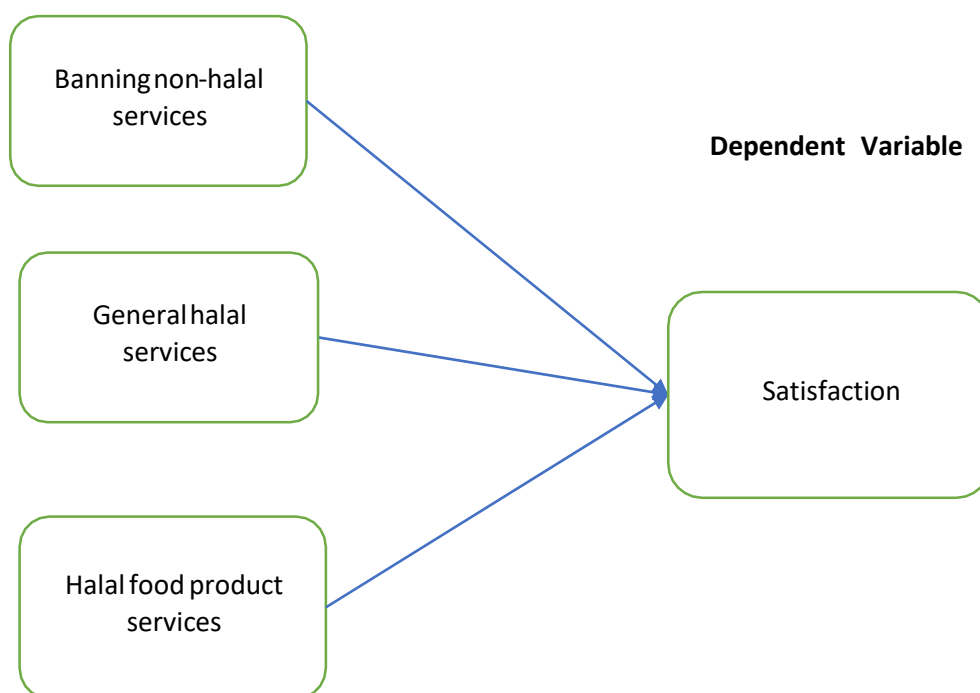 Banning non-halal
services
Dependent Variable
General halal
services
Satisfaction
Halal food product
services